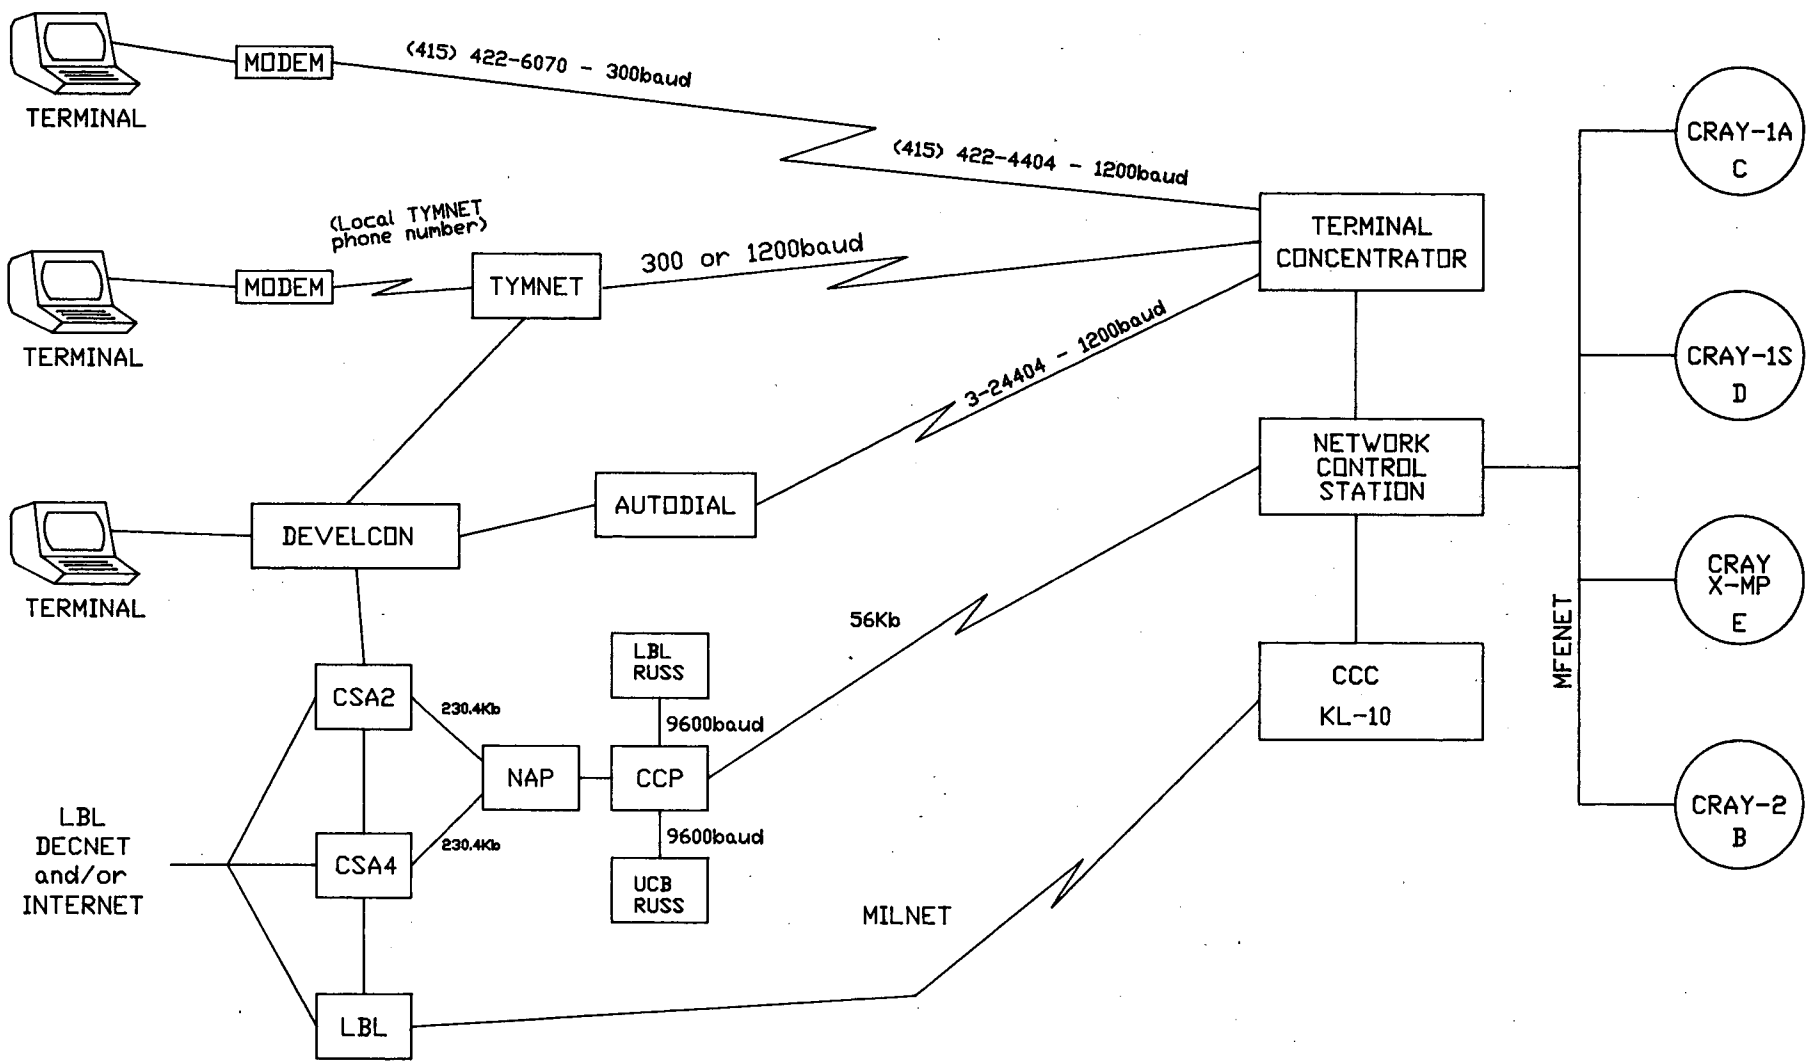 (415) 422-6070 - 300baud
MODEM
TERMINAL
CRAY-1A
C
(415) 422-4404 - 1200baud
(Local TYMNET
phone number)
TERMINAL
CONCENTRATOR
300 or 1200baud
MODEM
TYMNET
TERMINAL
3-24404 - 1200baud
CRAY-1S
D
NETWORK
CONTROL
STATION
AUTODIAL
DEVELCON
TERMINAL
CRAY
X-MP
E
56Kb
MFENET
LBL
RUSS
CCC
KL-10
CSA2
230.4Kb
9600baud
NAP
CCP
CRAY-2
B
LBL
DECNET
and/or
INTERNET
230.4Kb
9600baud
CSA4
UCB
RUSS
MILNET
LBL